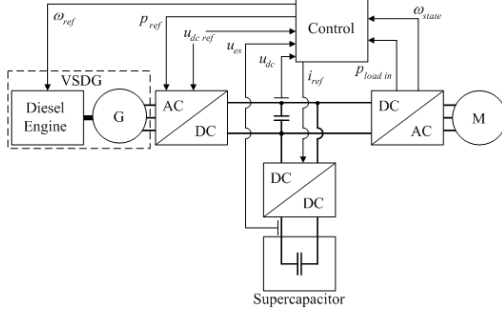 ω_ref
p_ref
u_dc ref
u_es
u_dc
Control
i_ref
ω_state
p_load in
VSDG
Diesel
Engine
G
AC
DC
DC
AC
M
DC
DC
Supercapacitor